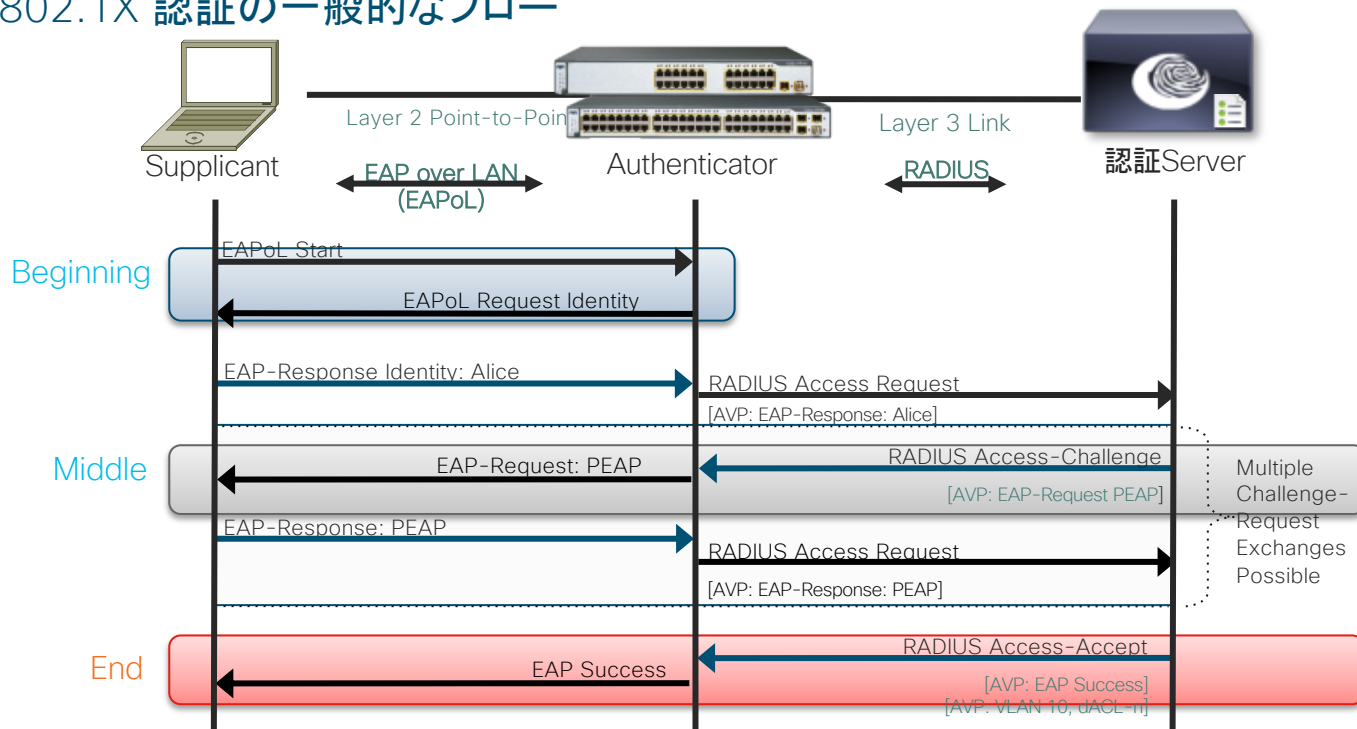 802.1X 認証の一般的なフロー
Layer 2 Point-to-Poin
Layer 3 Link
Supplicant
Authenticator
認証Server
EAP over LAN
(EAPoL)
RADIUS
Beginning
EAPoL Start
EAPoL Request Identity
EAP-Response Identity: Alice
RADIUS Access Request
[AVP: EAP-Response: Alice]
Middle
EAP-Request: PEAP
RADIUS Access-Challenge
[AVP: EAP-Request PEAP]
Multiple
Challenge-
Request
Exchanges
Possible
EAP-Response: PEAP
RADIUS Access Request
[AVP: EAP-Response: PEAP]
End
EAP Success
RADIUS Access-Accept
[AVP: EAP Success]
[AVP: VLAN 10, dACL-n]